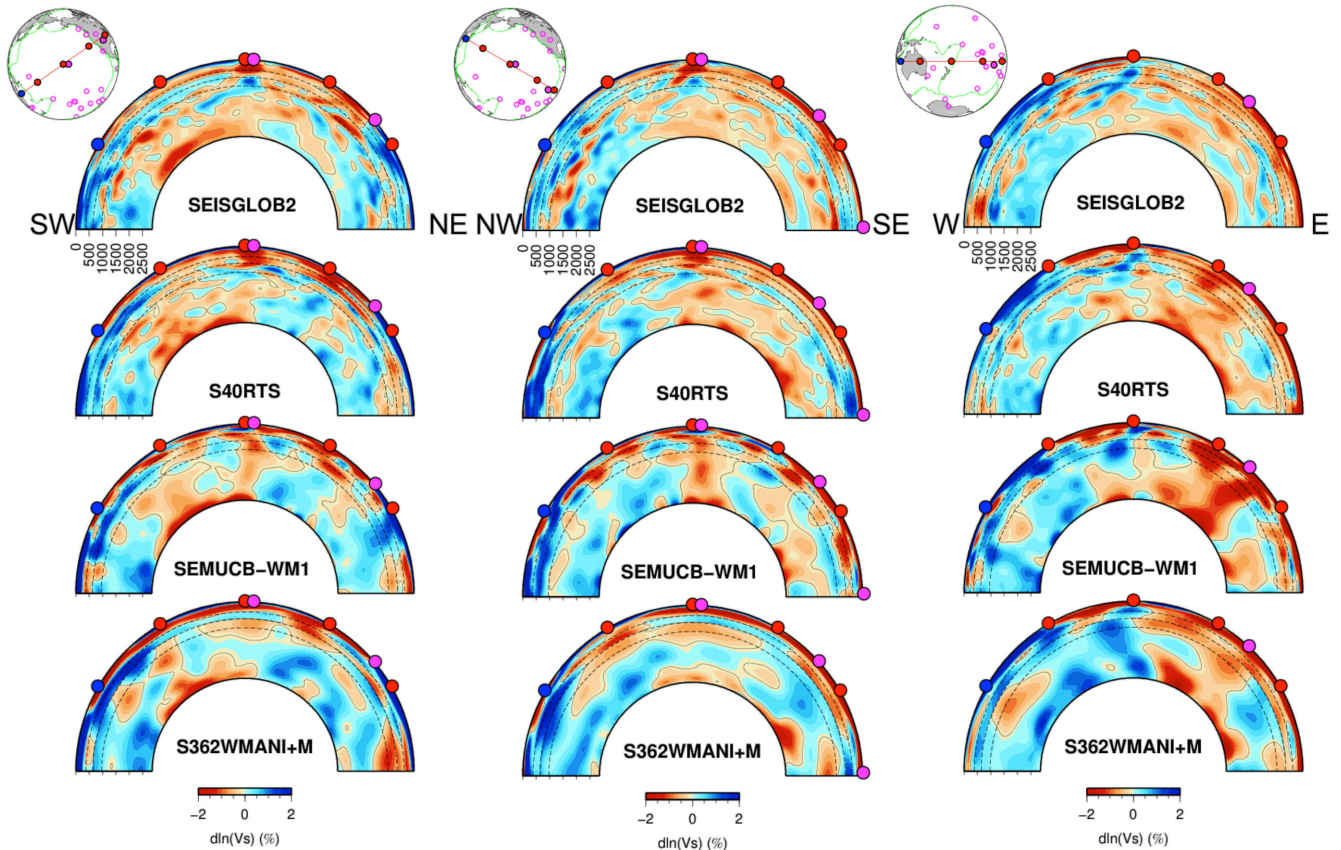 SEISGLOB2
SEISGLOB2
SEISGLOB2
SW
NE
NW
SE
W
E
0
500
1000
1500
2000
2500
0
500
1000
1500
2000
2500
0
500
1000
1500
2000
2500
S40RTS
S40RTS
S40RTS
SEMUCB−WM1
SEMUCB−WM1
SEMUCB−WM1
S362WMANI+M
S362WMANI+M
S362WMANI+M
−2 0 2
−2 0 2
−2 0 2
dln(Vs) (%)
dln(Vs) (%)
dln(Vs) (%)